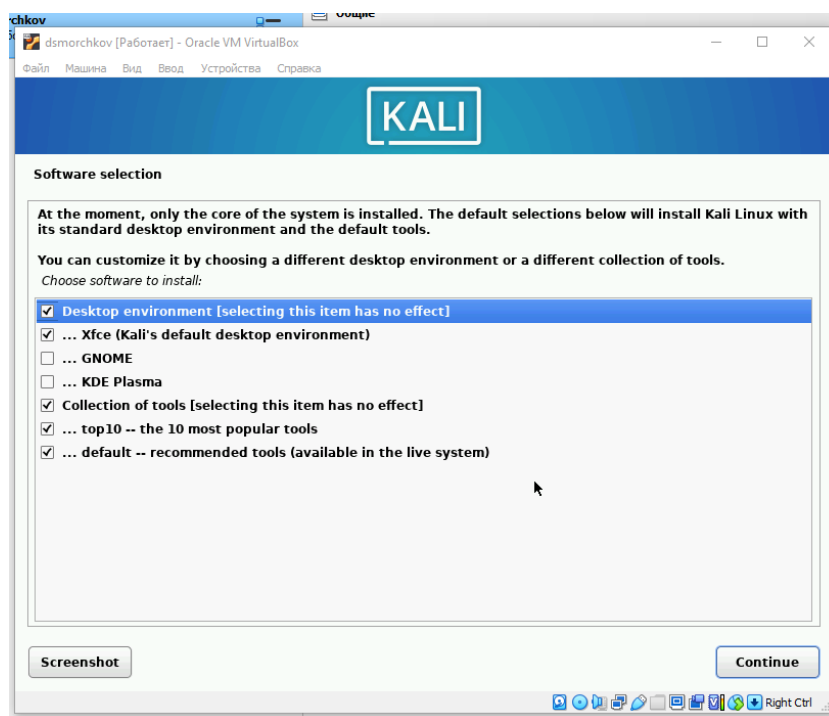 chkov
Общие
dsmorchkov [Работает] - Oracle VM VirtualBox
Файл Машина Вид Ввод Устройства Справка
KALI
Software selection
At the moment, only the core of the system is installed. The default selections below will install Kali Linux with
its standard desktop environment and the default tools.
You can customize it by choosing a different desktop environment or a different collection of tools.
Choose software to install:
Desktop environment [selecting this item has no effect]
... Xfce (Kali's default desktop environment)
... GNOME
... KDE Plasma
Collection of tools [selecting this item has no effect]
... top10 -- the 10 most popular tools
... default -- recommended tools (available in the live system)
Screenshot
Continue
Right Ctrl